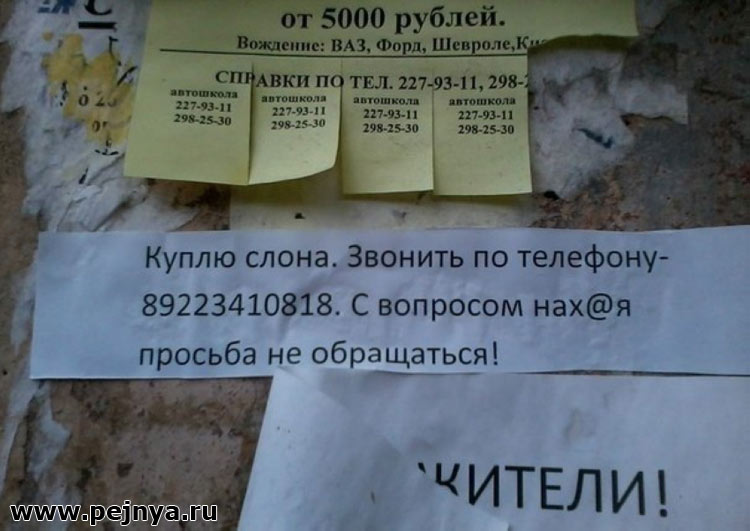 от 5000 рублей.
Вождение: ВАЗ, Форд, Шевроле,
СПРАВКИ ПО ТЕЛ. 227-93-11, 298-
автошкола автошкола автошкола автошкола
227-93-11 227-93-11 227-93-11 227-93-11
298-25-30 298-25-30 298-25-30 298-25-30
Куплю слона. Звонить по телефону-
89223410818. С вопросом нах@я
просьба не обращаться!
ЖИТЕЛИ!
www.pejnya.ru